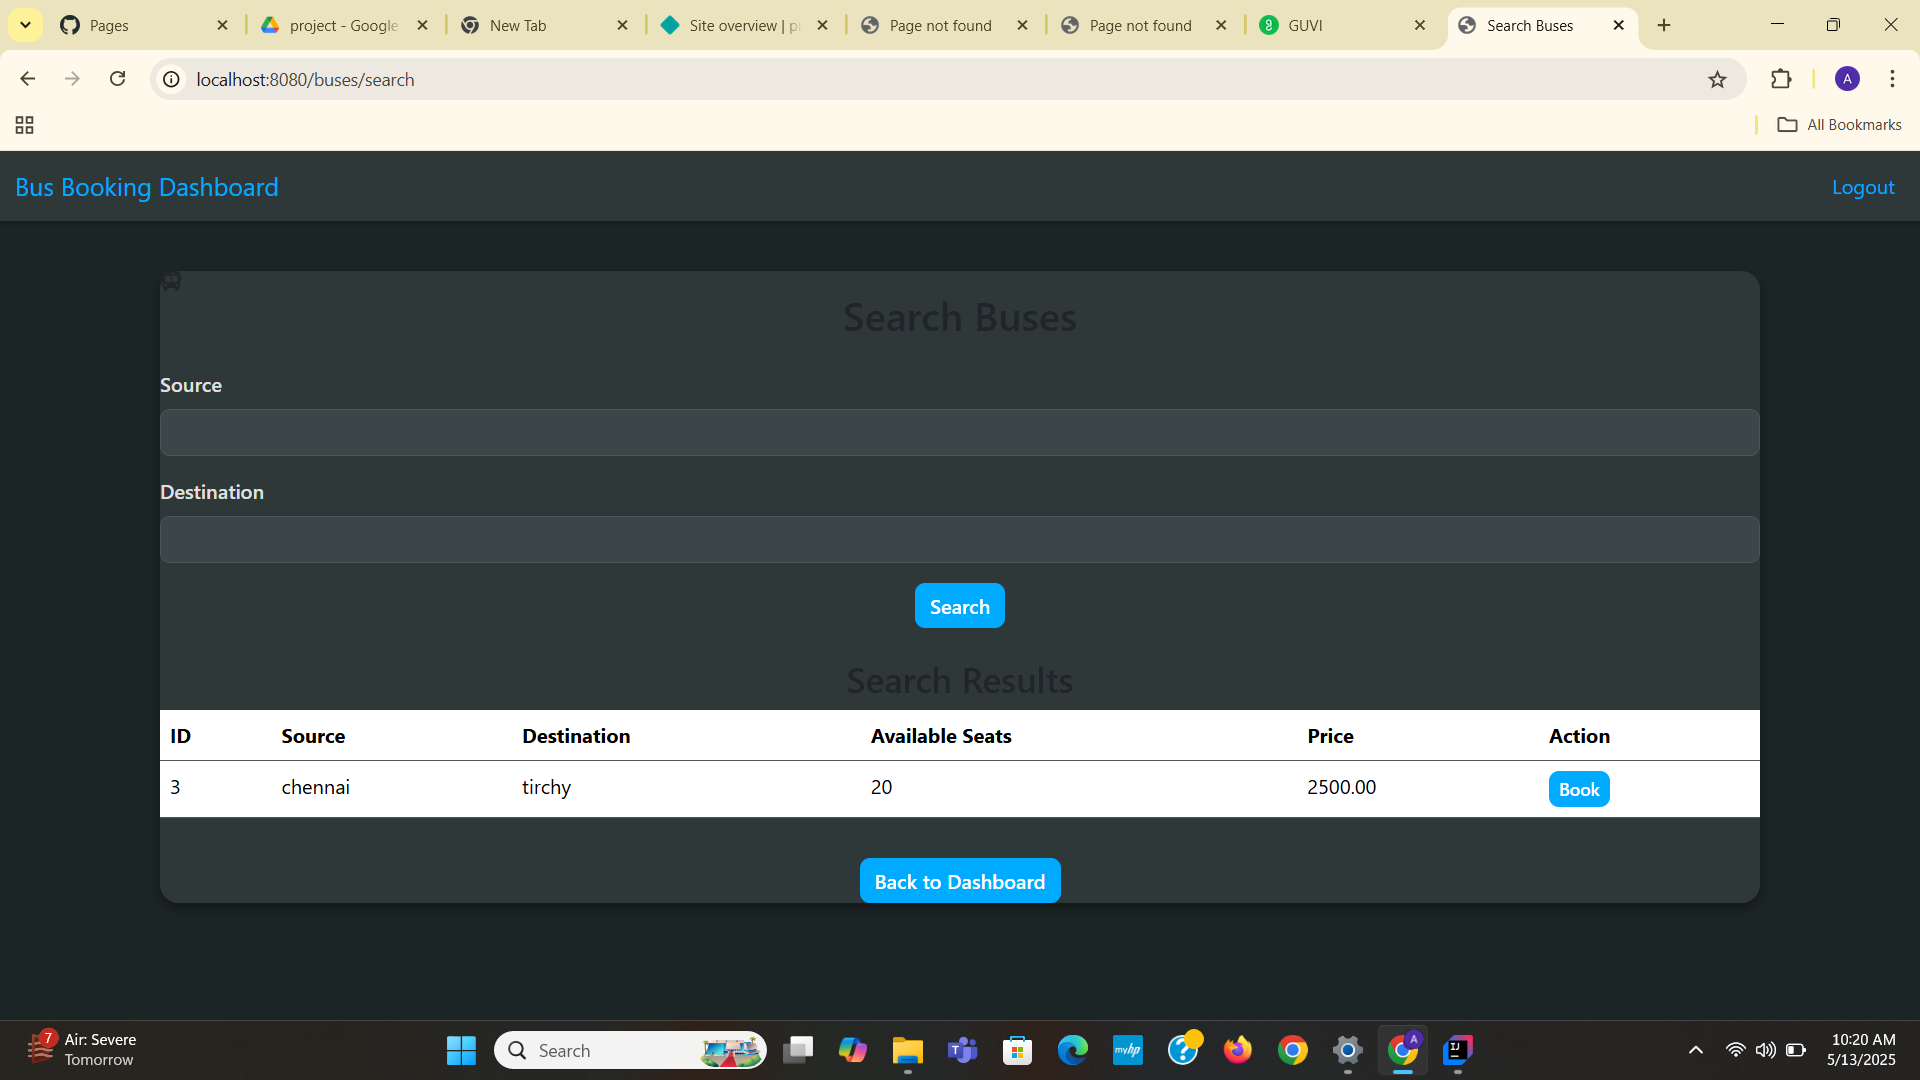 Pages
project - Google
New Tab
Site overview | p
Page not found
Page not found
GUVI
Search Buses
localhost:8080/buses/search
A
All Bookmarks
Bus Booking Dashboard
Logout
Search Buses
Source
Destination
Search
Search Results
ID Source Destination Available Seats Price Action
3 chennai tirchy 20 2500.00 Book
Back to Dashboard
7
Air: Severe
Tomorrow
Search
myhp
A
IJ
10:20 AM
5/13/2025